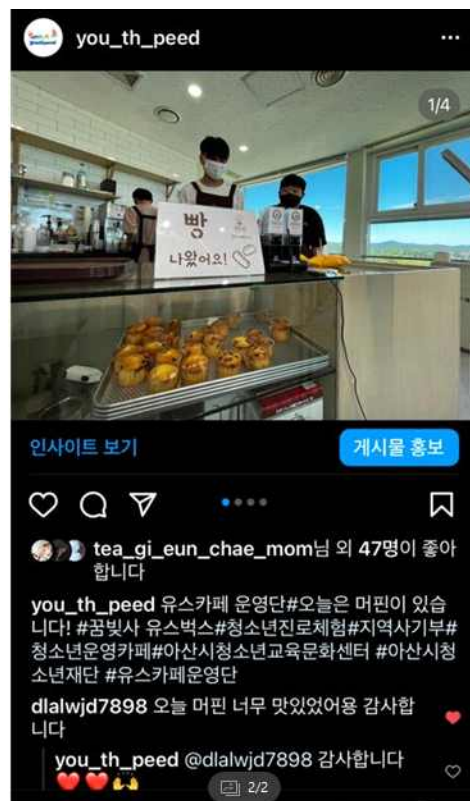 you_th_peed
1/4
빵
나왔어요!
인사이트 보기
게시물 홍보
tea_gi_eun_chae_mom님 외 47명이 좋아
합니다
you_th_peed 유스카페 운영단#오늘은 머핀이 있습
니다! #꿈빛사 유스벅스#청소년진로체험#지역사기부#
청소년운영카페#아산시청소년교육문화센터 #아산시청
소년재단 #유스카페운영단
dlalwjd7898 오늘 머핀 너무 맛있었어용 감사합
니다
you_th_peed @dlalwjd7898 감사합니다
2/2